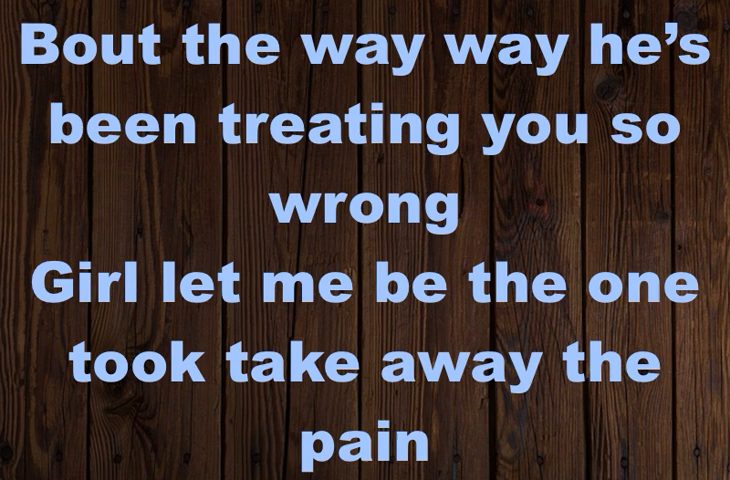 Bout the way way he’s
been treating you so
wrong
Girl let me be the one
took take away the
pain